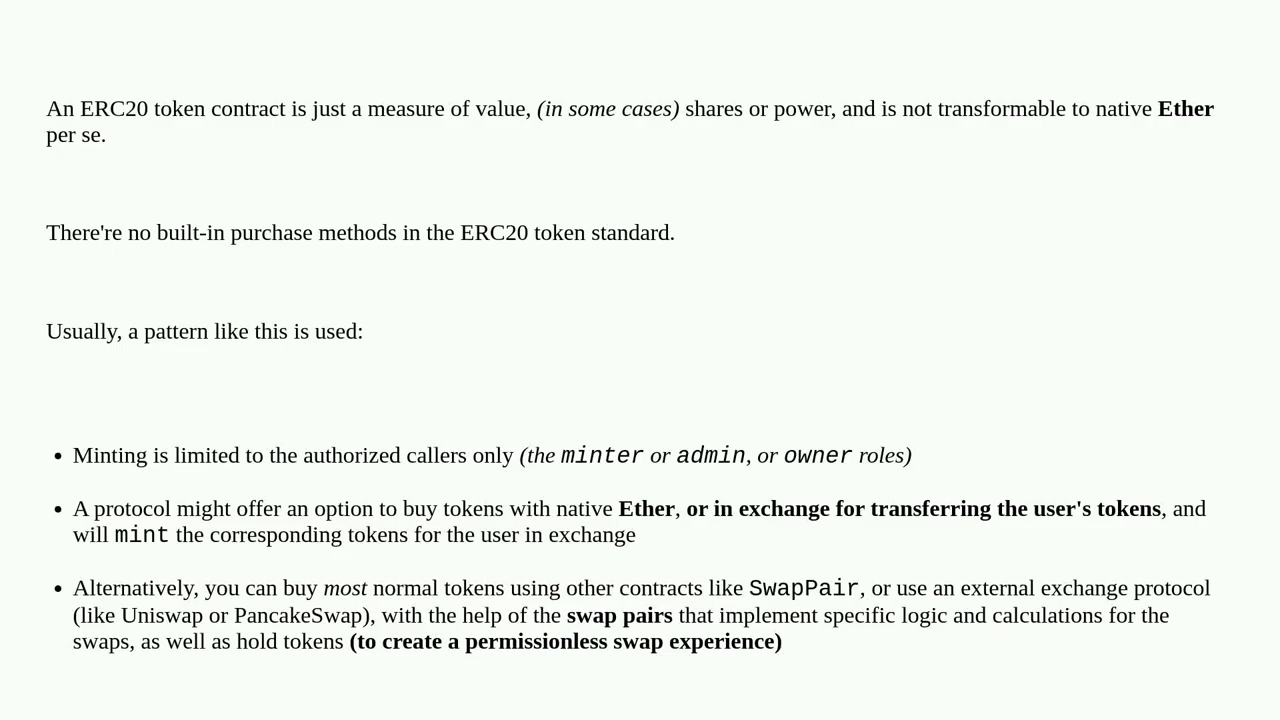 An ERC20 token contract is just a measure of value, (in some cases) shares or power, and is not transformable to native Ether
per se.
There're no built-in purchase methods in the ERC20 token standard.
Usually, a pattern like this is used:
• Minting is limited to the authorized callers only (the minter or admin, or owner roles)
• A protocol might offer an option to buy tokens with native Ether, or in exchange for transferring the user's tokens, and
will mint the corresponding tokens for the user in exchange
• Alternatively, you can buy most normal tokens using other contracts like SwapPair, or use an external exchange protocol
(like Uniswap or PancakeSwap), with the help of the swap pairs that implement specific logic and calculations for the
swaps, as well as hold tokens (to create a permissionless swap experience)